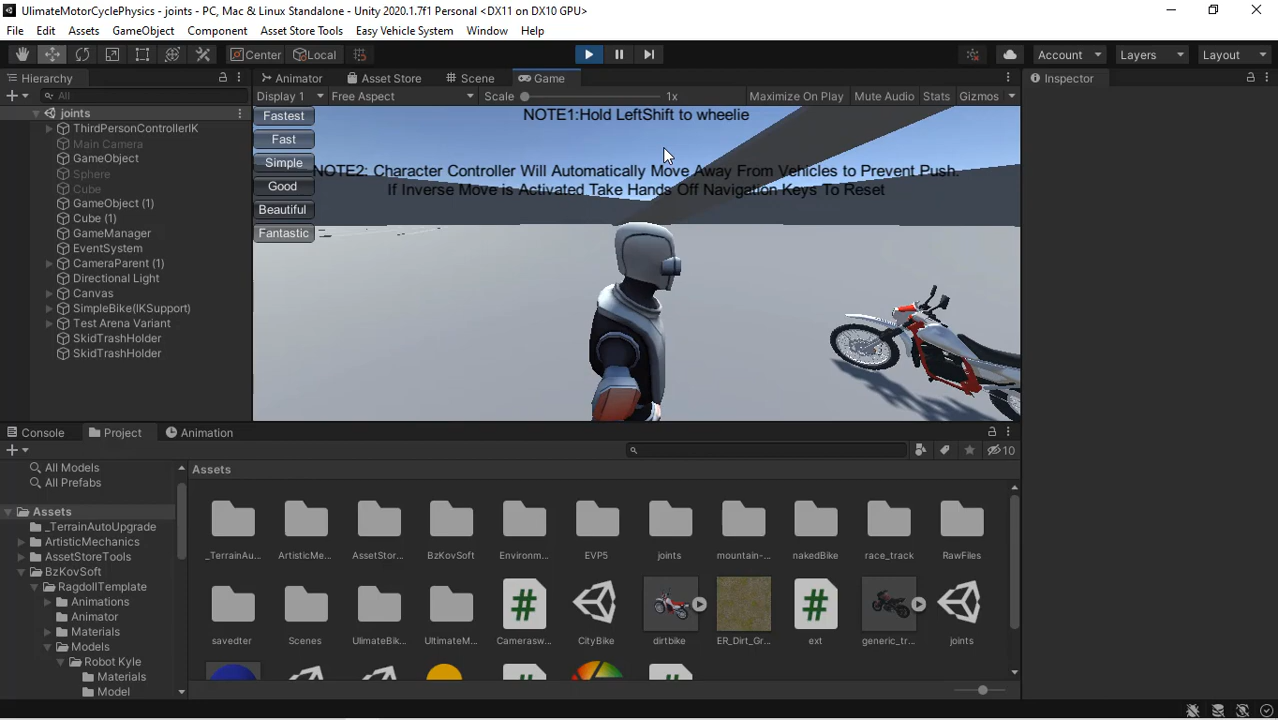 UlimateMotorCyclePhysics - joints - PC, Mac & Linux Standalone - Unity 2020.1.7f1 Personal <DX11 on DX10 GPU>
File Edit Assets GameObject Component Asset Store Tools Easy Vehicle System Window Help
Center Local Account Layers Layout
Hierarchy Animator Asset Store Scene Game Inspector
All Display 1 Free Aspect Scale 1x Maximize On Play Mute Audio Stats Gizmos
joints
ThirdPersonControllerIK
Main Camera
GameObject
Sphere
Cube
GameObject (1)
Cube (1)
GameManager
EventSystem
CameraParent (1)
Directional Light
Canvas
SimpleBike(IKSupport)
Test Arena Variant
SkidTrashHolder
SkidTrashHolder
Fastest
Fast
Simple
Good
Beautiful
Fantastic
NOTE1:Hold LeftShift to wheelie
NOTE2: Character Controller Will Automatically Move Away From Vehicles to Prevent Push.
If Inverse Move is Activated Take Hands Off Navigation Keys To Reset
Console Project Animation
10
All Models
All Prefabs
Assets
_TerrainAutoUpgrade
ArtisticMechanics
AssetStoreTools
BzKovSoft
RagdollTemplate
Animations
Animator
Materials
Models
Robot Kyle
Materials
Model
Assets
_TerrainAu... ArtisticMe... AssetStor... BzKovSoft Environm... EVP5 joints mountain-... nakedBike race_track RawFiles
savedter Scenes UlimateBik... UltimateM... Camerasw... CityBike dirtbike ER_Dirt_Gr... ext generic_tr... joints